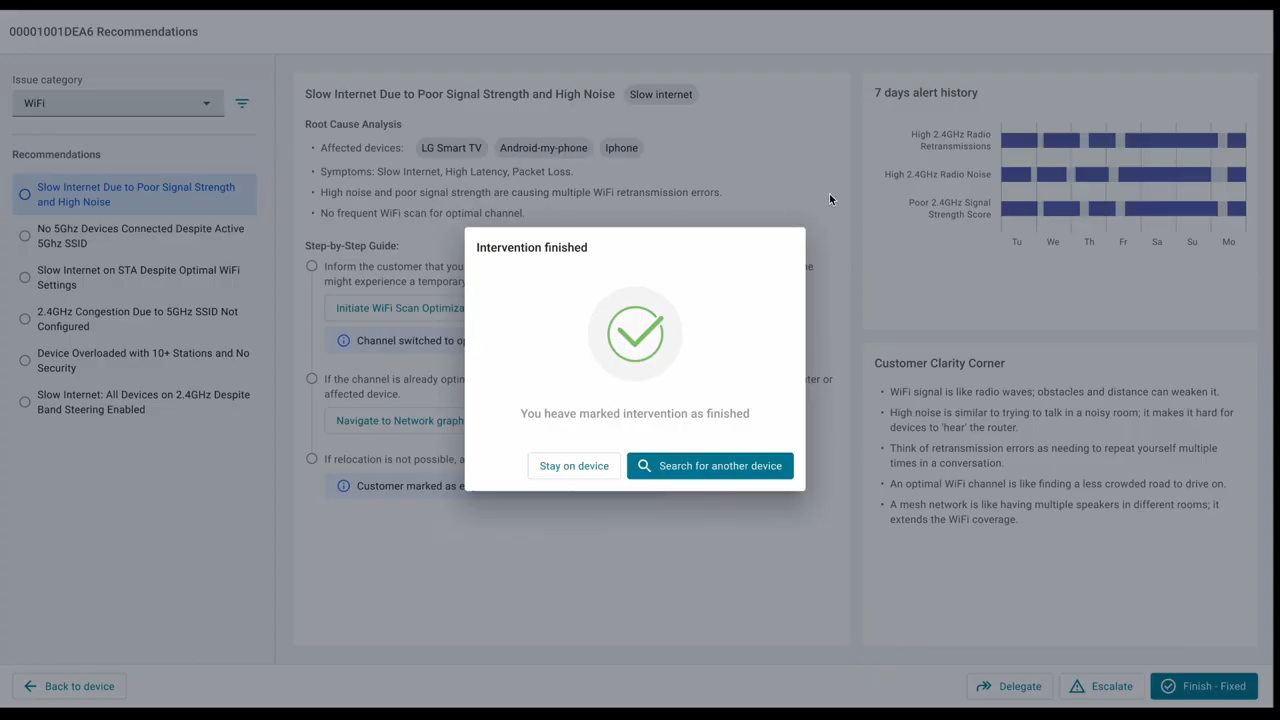 00001001DEA6 Recommendations
Issue category
WiFi
Recommendations
Slow Internet Due to Poor Signal Strength
and High Noise
No 5Ghz Devices Connected Despite Active
5Ghz SSID
Slow Internet on STA Despite Optimal WiFi
Settings
2.4GHz Congestion Due to 5GHz SSID Not
Configured
Device Overloaded with 10+ Stations and No
Security
Slow Internet: All Devices on 2.4GHz Despite
Band Steering Enabled
Slow Internet Due to Poor Signal Strength and High Noise
Slow internet
Root Cause Analysis
• Affected devices: LG Smart TV Android-my-phone Iphone
• Symptoms: Slow Internet, High Latency, Packet Loss.
• High noise and poor signal strength are causing multiple WiFi retransmission errors.
• No frequent WiFi scan for optimal channel.
Step-by-Step Guide:
Inform the customer that you
might experience a temporary
Initiate WiFi Scan Optimiza
Channel switched to op
If the channel is already optin
affected device.
uter or
Navigate to Network graph
If relocation is not possible, a
Customer marked as e
Intervention finished
You heave marked intervention as finished
Stay on device
Search for another device
7 days alert history
High 2.4GHz Radio
Retransmissions
High 2.4GHz Radio Noise
Poor 2.4GHz Signal
Strength Score
Tu We Th Fr Sa Su Mo
Customer Clarity Corner
• WiFi signal is like radio waves; obstacles and distance can weaken it.
• High noise is similar to trying to talk in a noisy room; it makes it hard for
devices to 'hear' the router.
• Think of retransmission errors as needing to repeat yourself multiple
times in a conversation.
• An optimal WiFi channel is like finding a less crowded road to drive on.
• A mesh network is like having multiple speakers in different rooms; it
extends the WiFi coverage.
Back to device
Delegate
Escalate
Finish - Fixed